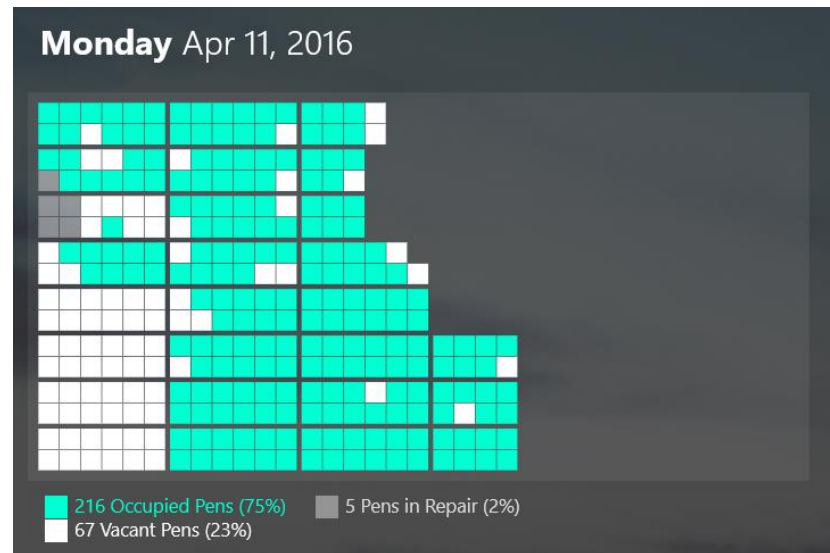 Monday Apr 11, 2016
216 Occupied Pens (75%) 5 Pens in Repair (2%)
67 Vacant Pens (23%)